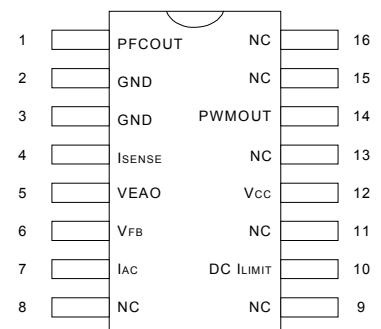 1 PFCOUT NC 16
2 GND NC 15
3 GND PWMOUT 14
4 ISENSE NC 13
5 VEAO VCC 12
6 VFB NC 11
7 IAC DC ILIMIT 10
8 NC NC 9